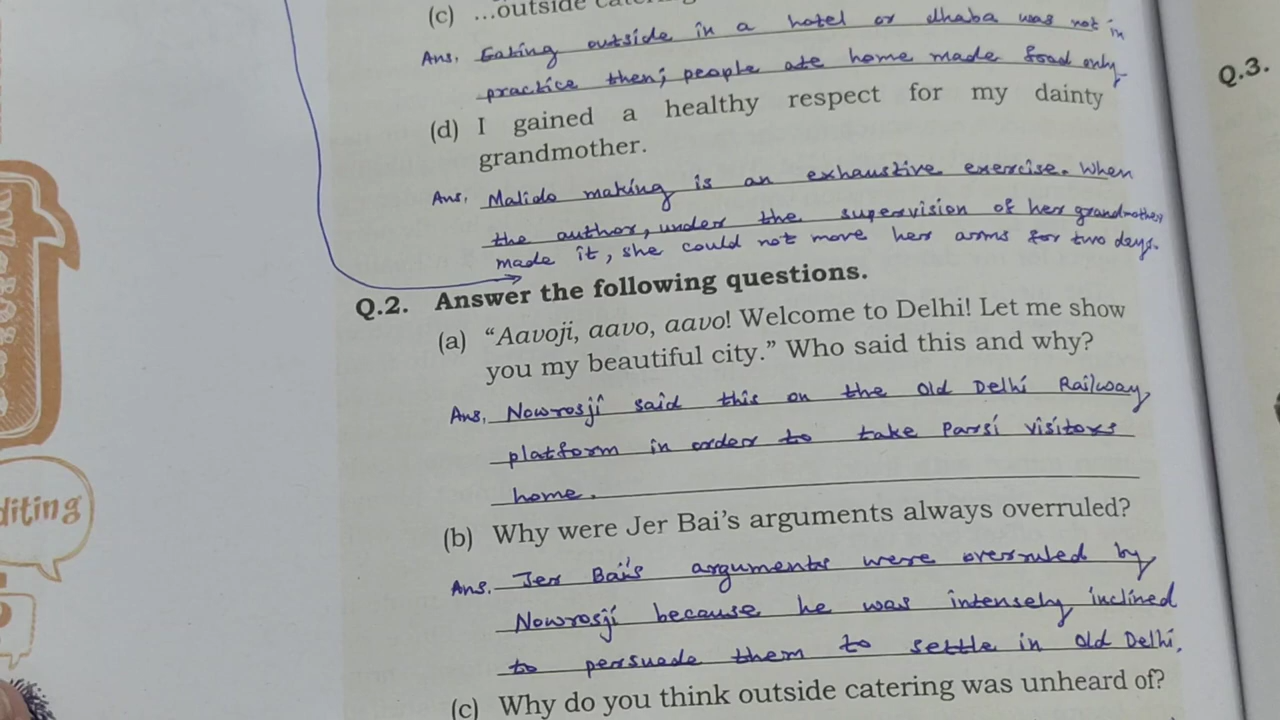 (c) ...outside
Ans. Eating outside in a hotel or dhaba was not in
practice then; people ate home made food only
(d) I gained a healthy respect for my dainty
grandmother.
Ans. Malido making is an exhaustive exercise. When
the author, under the supervision of her grandmother,
made it, she could not move her arms for two days.
Q.2. Answer the following questions.
(a) "Aavoji, aavo, aavo! Welcome to Delhi! Let me show
you my beautiful city." Who said this and why?
Ans. Nowrosji said this on the Old Delhi Railway
platform in order to take Parsi visitors
home.
(b) Why were Jer Bai's arguments always overruled?
Ans. Jer Bai's arguments were overruled by
Nowrosji because he was intensely inclined
to persuade them to settle in Old Delhi.
(c) Why do you think outside catering was unheard of?
Q.3.
diting